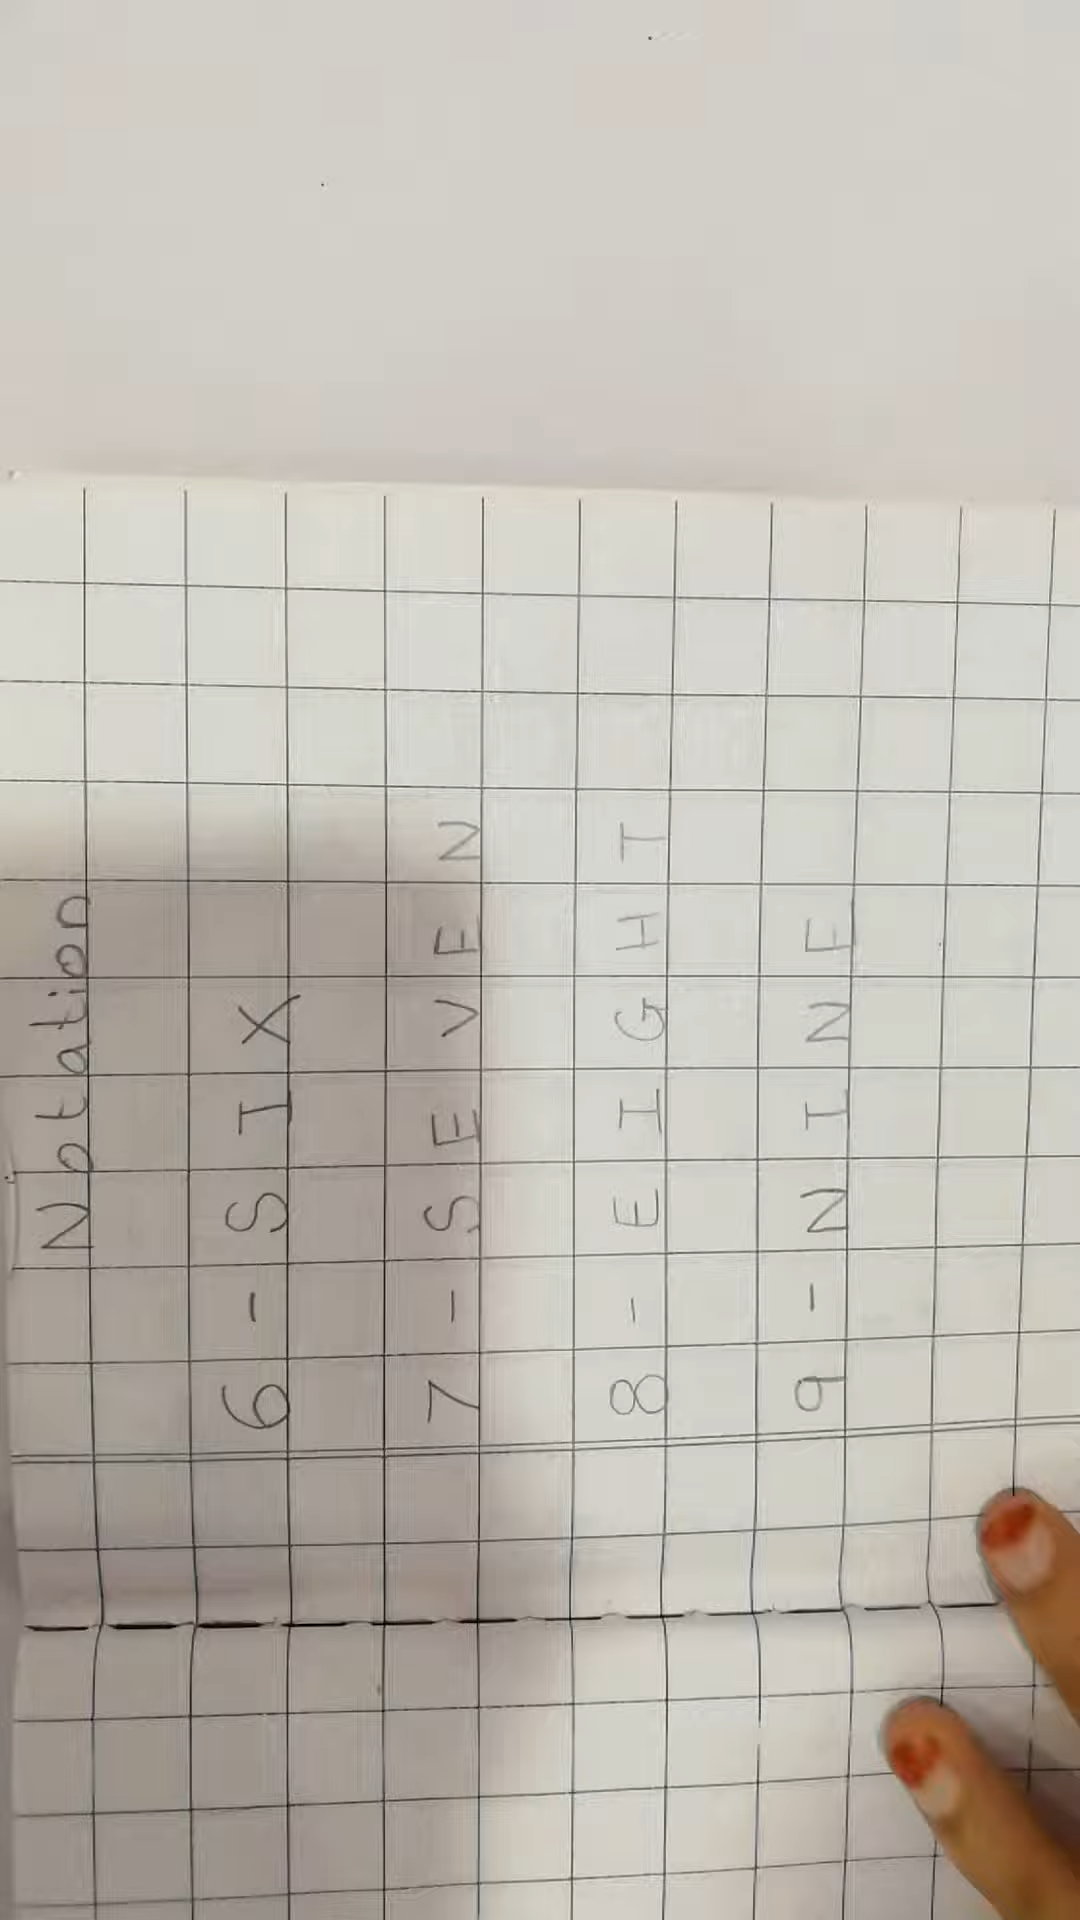 Notation
6 - SIX
7 - SEVEN
8 - EIGHT
9 - NINE